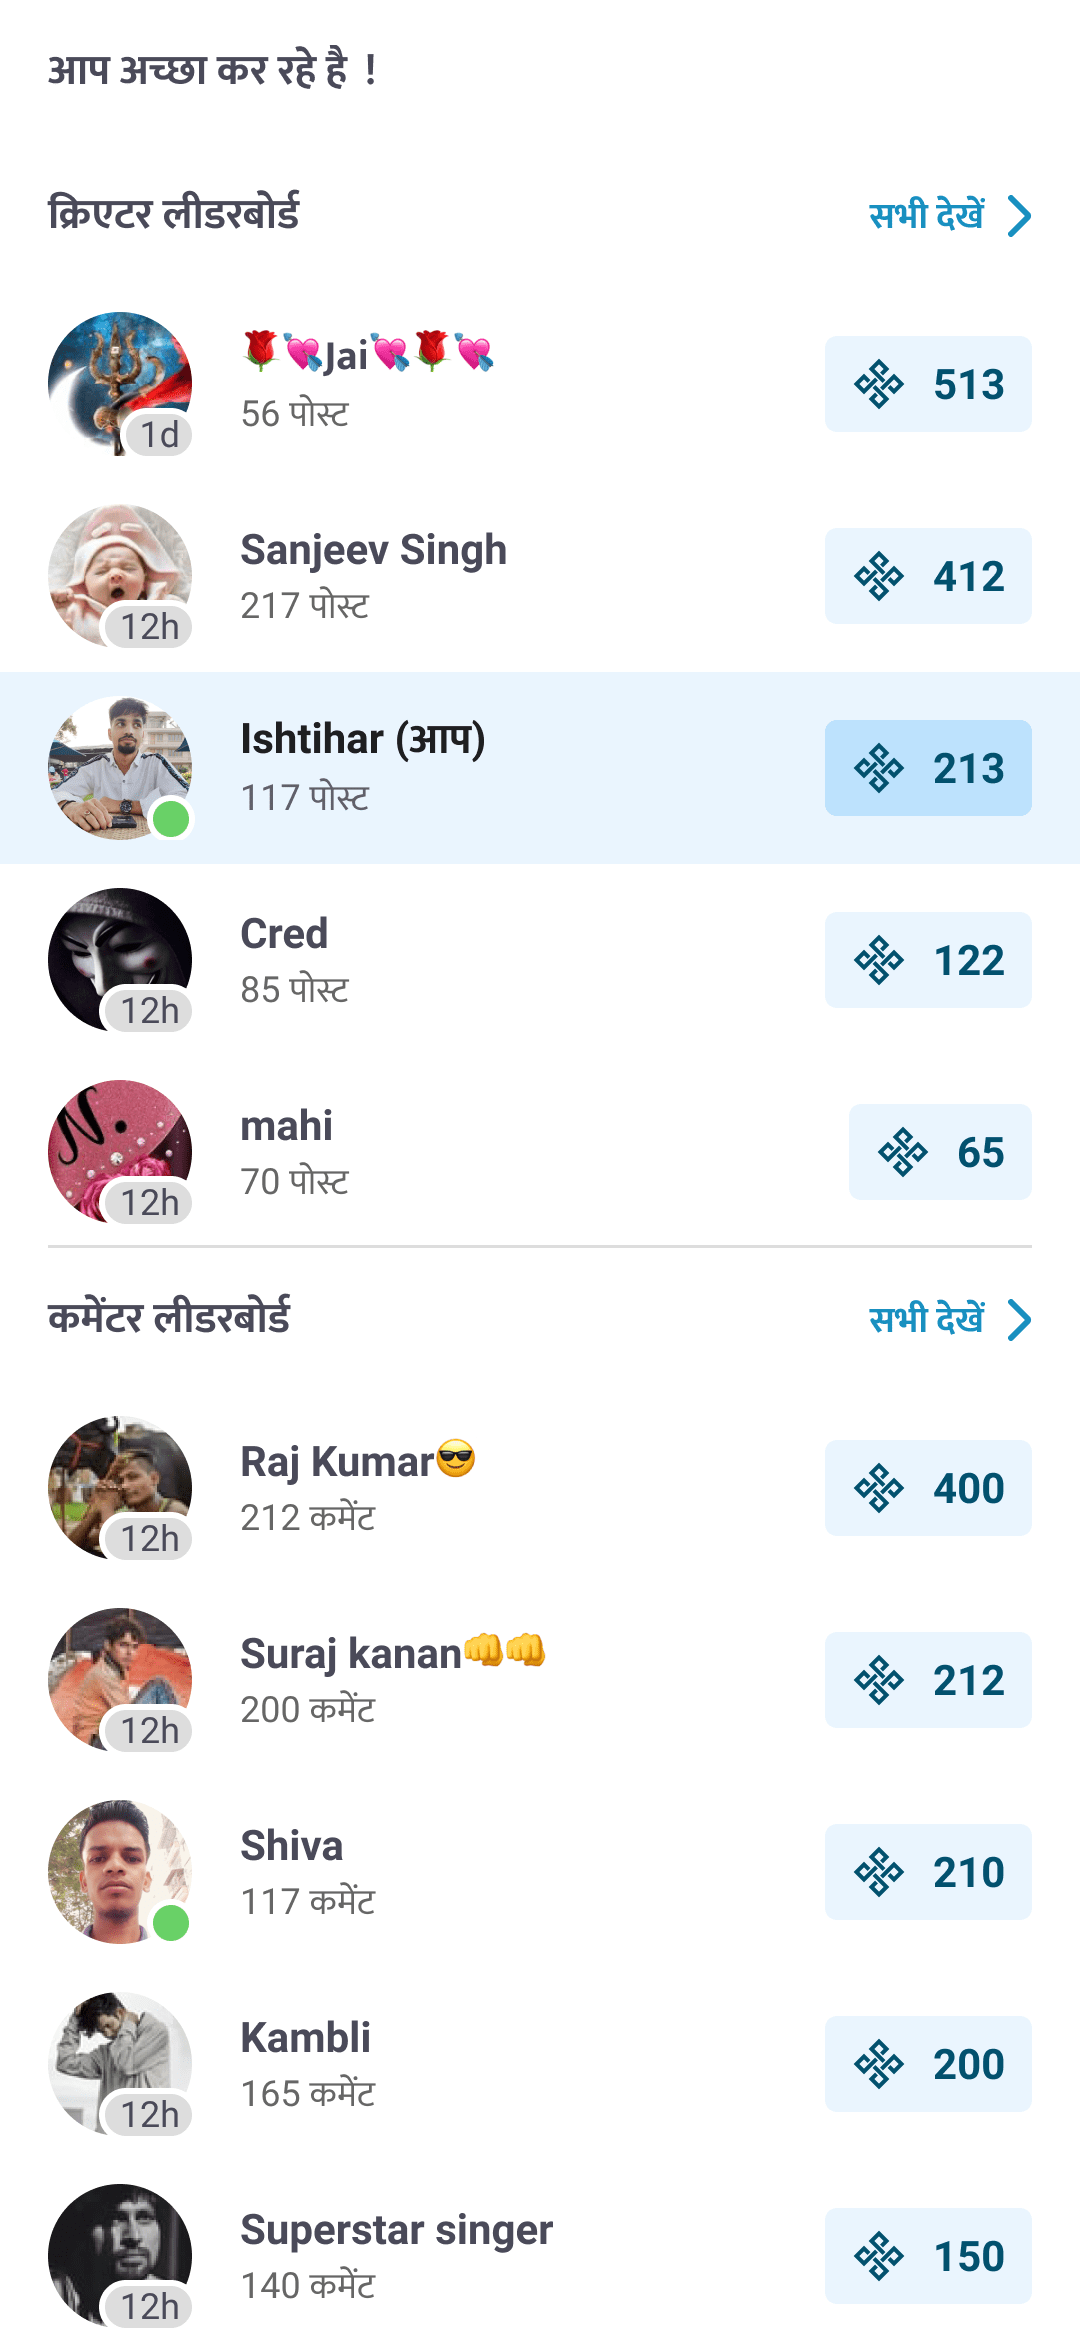 आप अच्छा कर रहे है !
क्रिएटर लीडरबोर्ड सभी देखें
🌹💘Jai💘🌹💘
56 पोस्ट
513
1d
Sanjeev Singh
217 पोस्ट
412
12h
Ishtihar (आप)
117 पोस्ट
213
Cred
85 पोस्ट
122
12h
N.
mahi
70 पोस्ट
65
12h
कमेंटर लीडरबोर्ड सभी देखें
Raj Kumar😎
212 कमेंट
400
12h
Suraj kanan👊👊
200 कमेंट
212
12h
Shiva
117 कमेंट
210
Kambli
165 कमेंट
200
12h
Superstar singer
140 कमेंट
150
12h